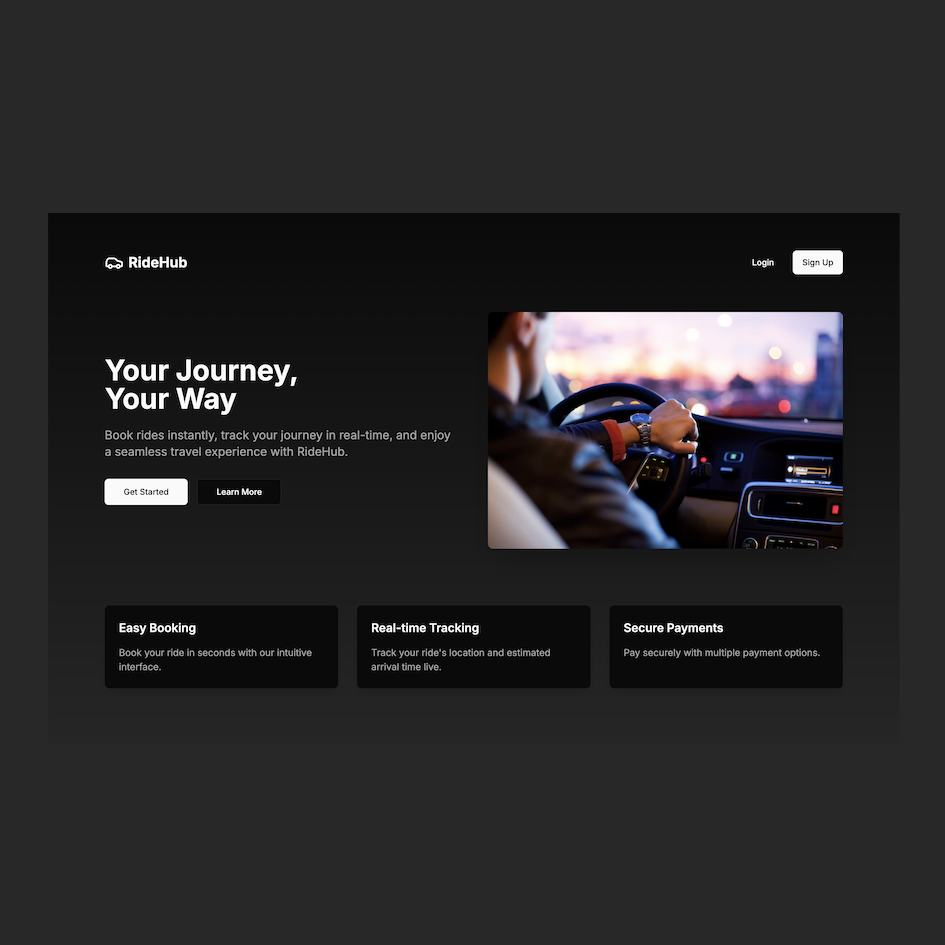 RideHub
Login
Sign Up
Your Journey,
Your Way
Book rides instantly, track your journey in real-time, and enjoy
a seamless travel experience with RideHub.
Get Started
Learn More
Easy Booking
Book your ride in seconds with our intuitive
interface.
Real-time Tracking
Track your ride's location and estimated
arrival time live.
Secure Payments
Pay securely with multiple payment options.